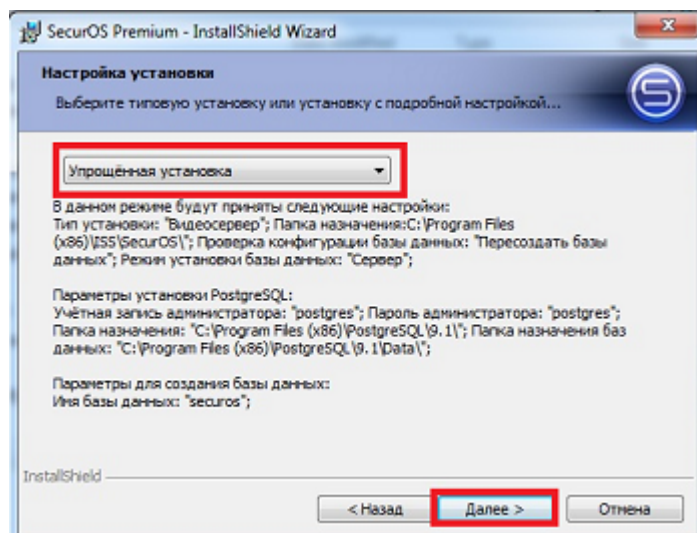 SecurOS Premium - InstallShield Wizard
Настройка установки
Выберите типовую установку или установку с подробной настройкой...
Упрощённая установка
В данном режиме будут приняты следующие настройки:
Тип установки: "Видеосервер"; Папка назначения:C:\Program Files
(x86)\ISS\SecurOS\"; Проверка конфигурации базы данных: "Пересоздать базы
данных"; Режим установки базы данных: "Сервер";
Параметры установки PostgreSQL:
Учётная запись администратора: "postgres"; Пароль администратора: "postgres";
Папка назначения: "C:\Program Files (x86)\PostgreSQL\9.1\"; Папка назначения баз
данных: "C:\Program Files (x86)\PostgreSQL\9.1\Data\";
Параметры для создания базы данных:
Имя базы данных: "securos";
InstallShield
< Назад
Далее >
Отмена